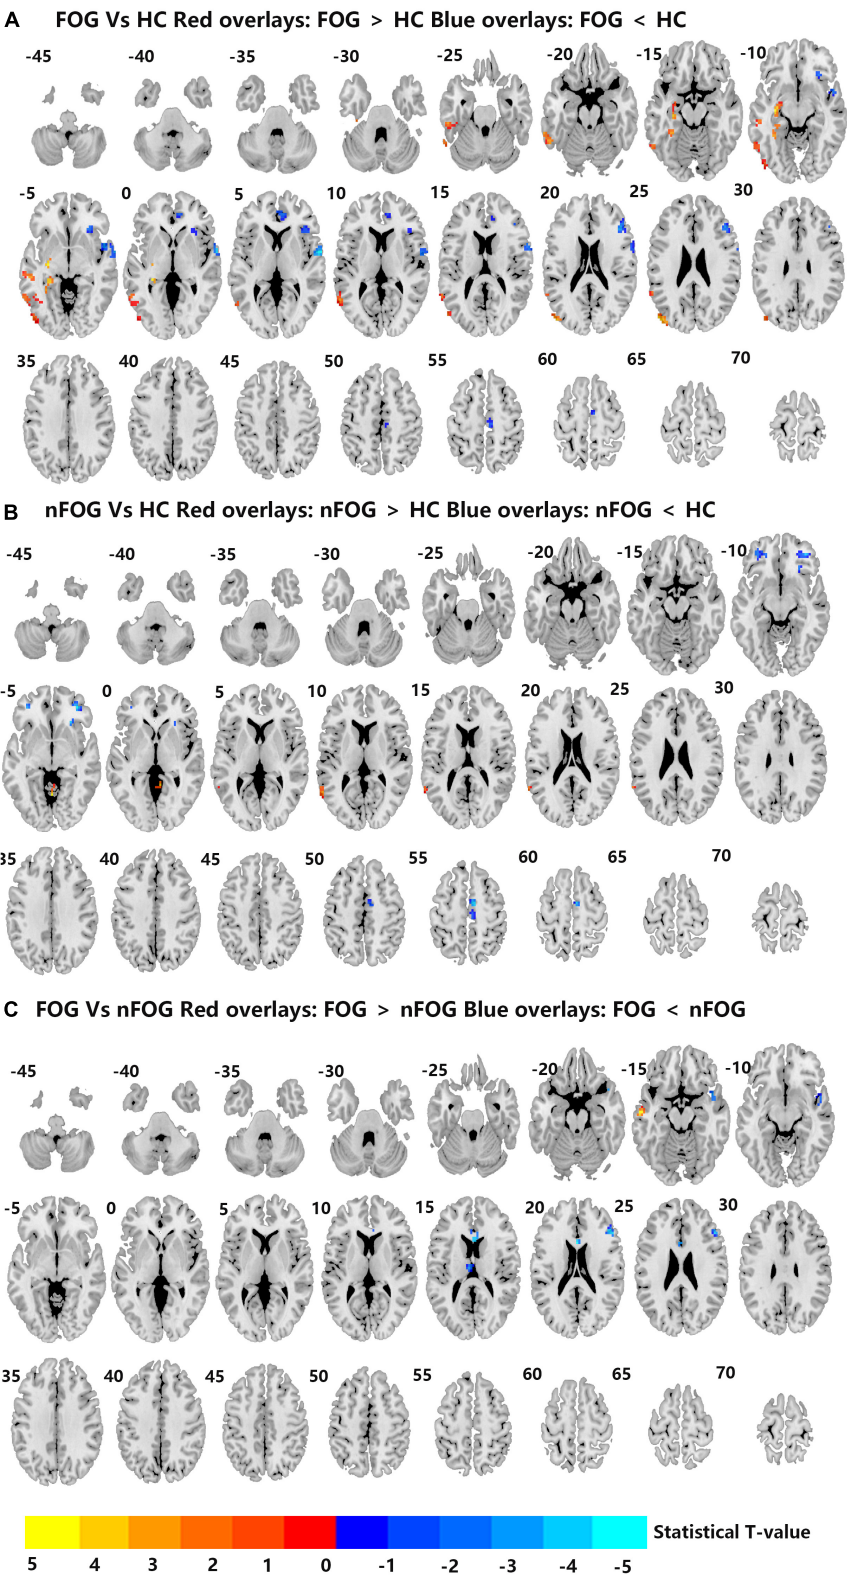 A FOG Vs HC Red overlays: FOG > HC Blue overlays: FOG < HC
-45 -40 -35 -30 -25 -20 -15 -10
-5 0 5 10 15 20 25 30
35 40 45 50 55 60 65 70
B nFOG Vs HC Red overlays: nFOG > HC Blue overlays: nFOG < HC
-45 -40 -35 -30 -25 -20 -15 -10
-5 0 5 10 15 20 25 30
35 40 45 50 55 60 65 70
C FOG Vs nFOG Red overlays: FOG > nFOG Blue overlays: FOG < nFOG
-45 -40 -35 -30 -25 -20 -15 -10
-5 0 5 10 15 20 25 30
35 40 45 50 55 60 65 70
Statistical T-value
5 4 3 2 1 0 -1 -2 -3 -4 -5